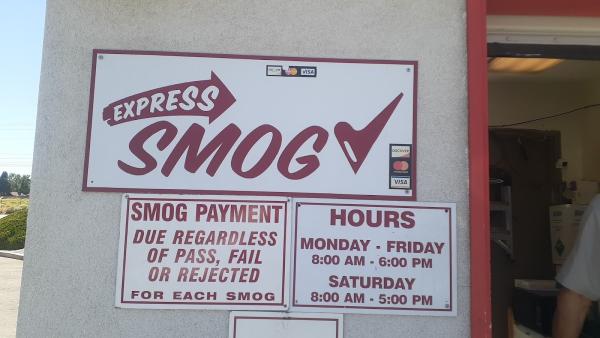 EXPRESS
SMOG
VISA
DISCOVER
VISA
SMOG PAYMENT
DUE REGARDLESS
OF PASS, FAIL
OR REJECTED
FOR EACH SMOG
HOURS
MONDAY - FRIDAY
8:00 AM - 6:00 PM
SATURDAY
8:00 AM - 5:00 PM